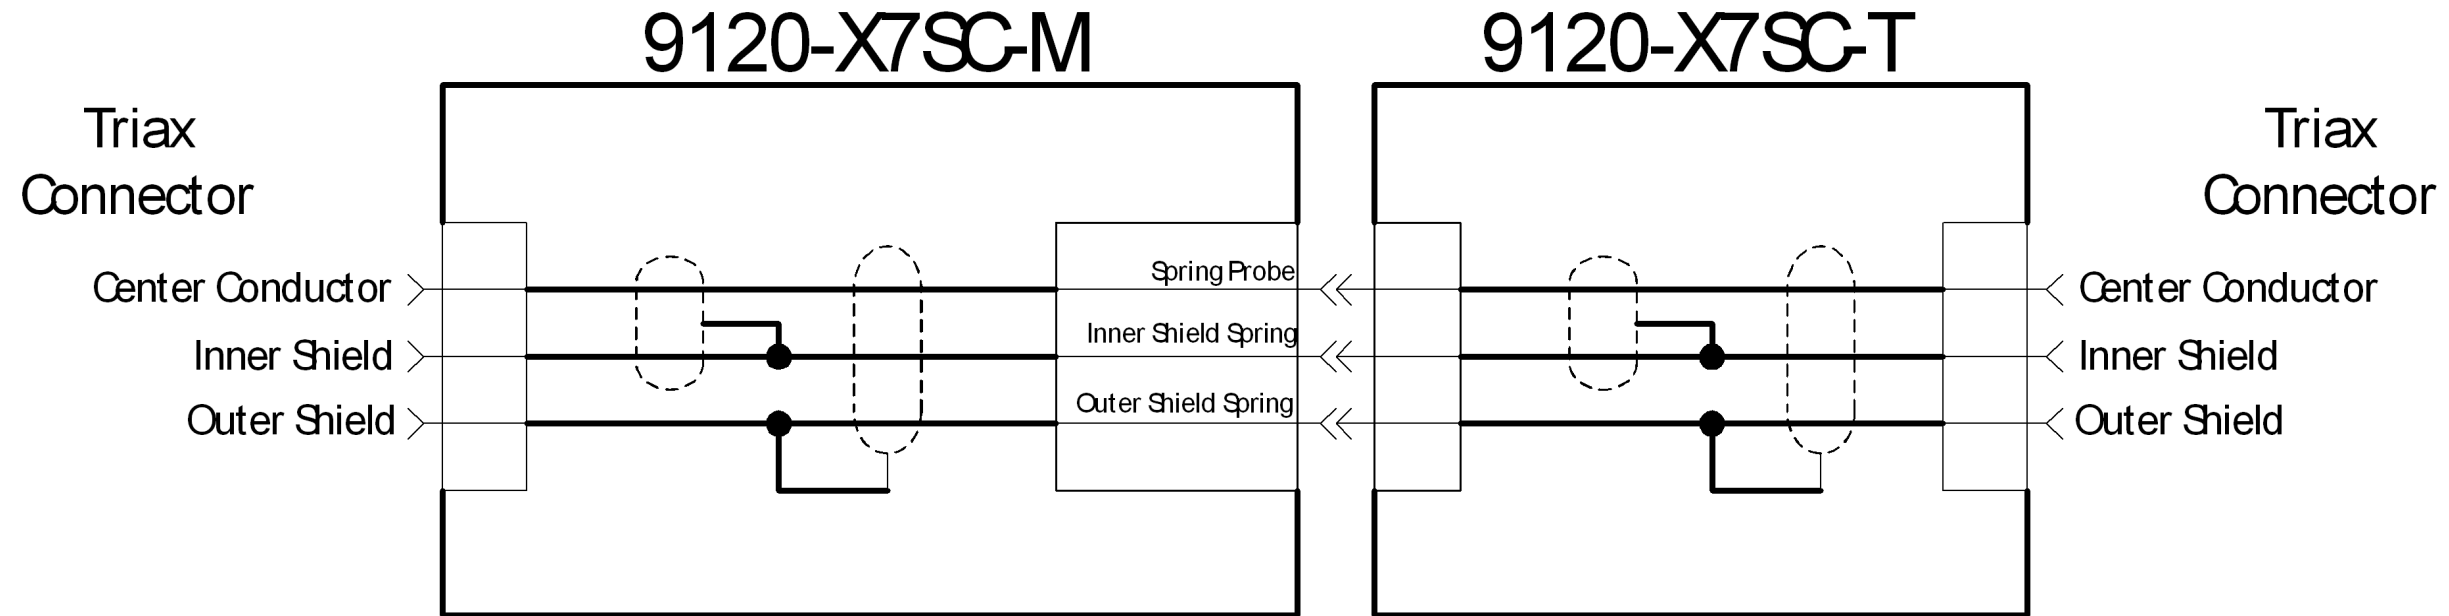 9120-X7SC-M
9120-X7SC-T
Triax
Connector
Center Conductor
Inner Shield
Outer Shield
Spring Probe
Inner Shield Spring
Outer Shield Spring
Triax
Connector
Center Conductor
Inner Shield
Outer Shield